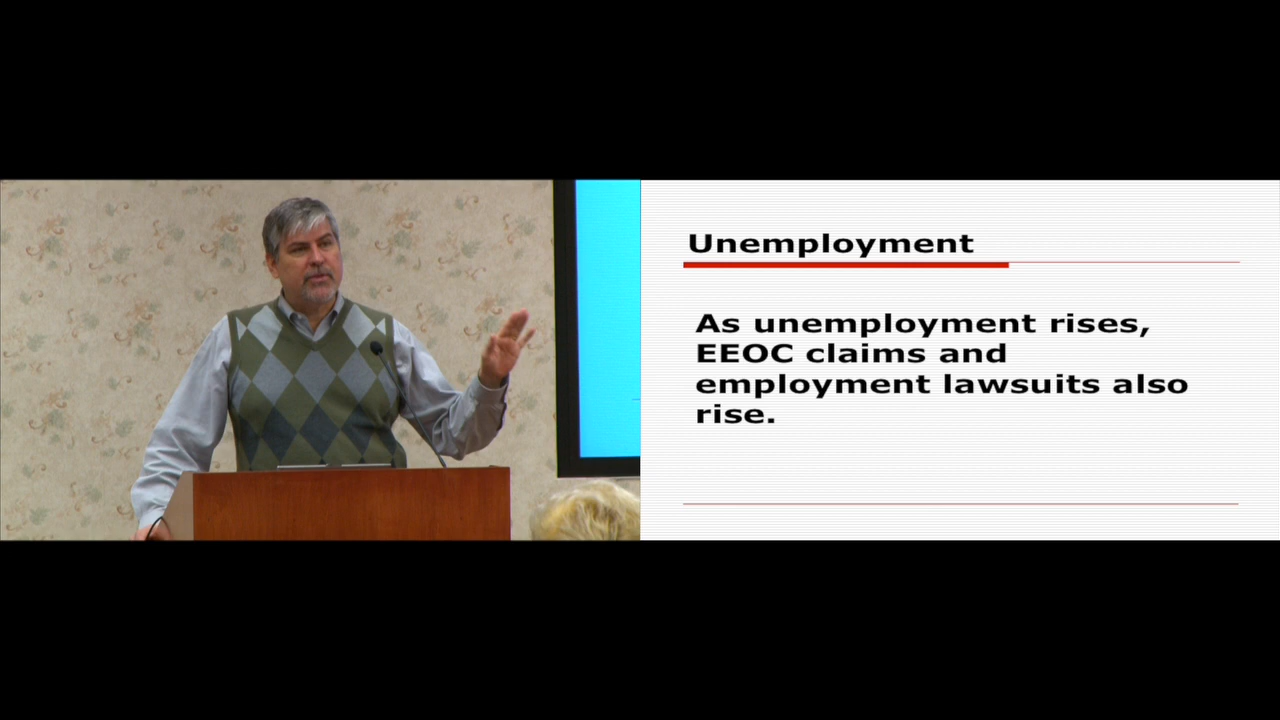 Unemployment
As unemployment rises,
EEOC claims and
employment lawsuits also
rise.